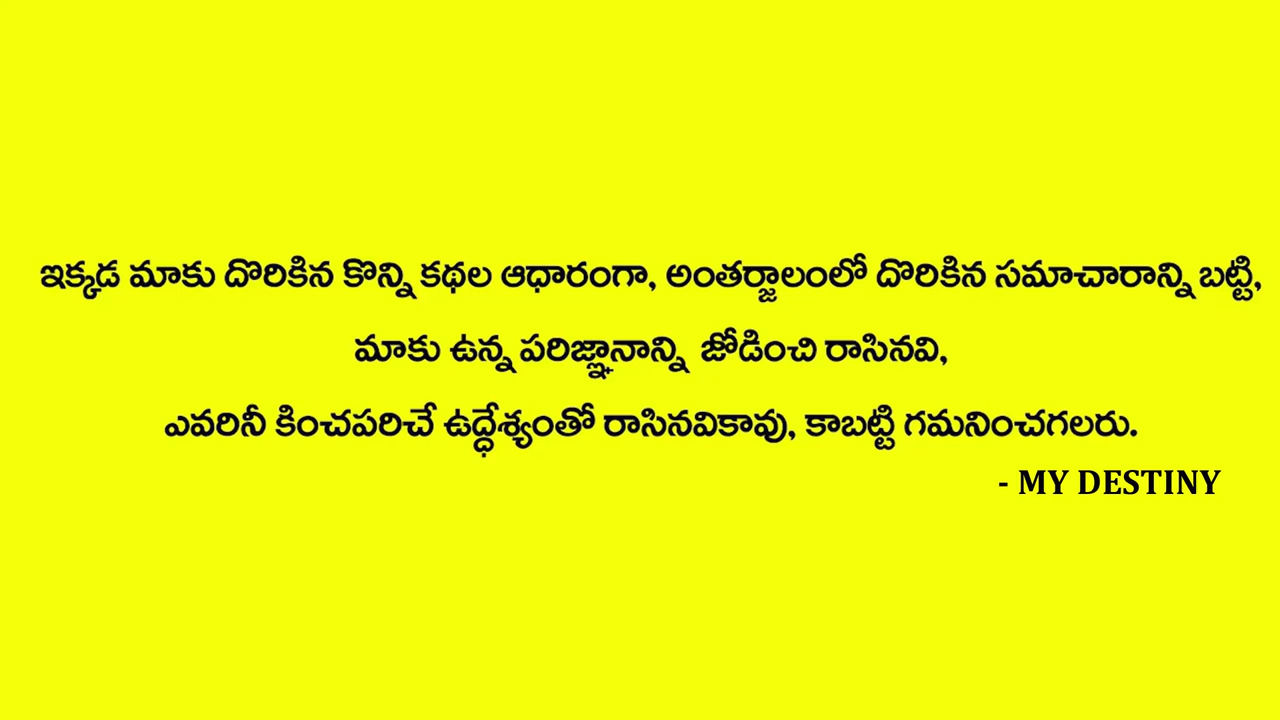 ఇక్కడ మాకు దొరికిన కొన్ని కథల ఆధారంగా, అంతర్జాలంలో దొరికిన సమాచారాన్ని బట్టి,
మాకు ఉన్న పరిజ్ఞానాన్ని జోడించి రాసినవి,
ఎవరినీ కించపరిచే ఉద్ధేశ్యంతో రాసినవికావు, కాబట్టి గమనించగలరు.
- MY DESTINY